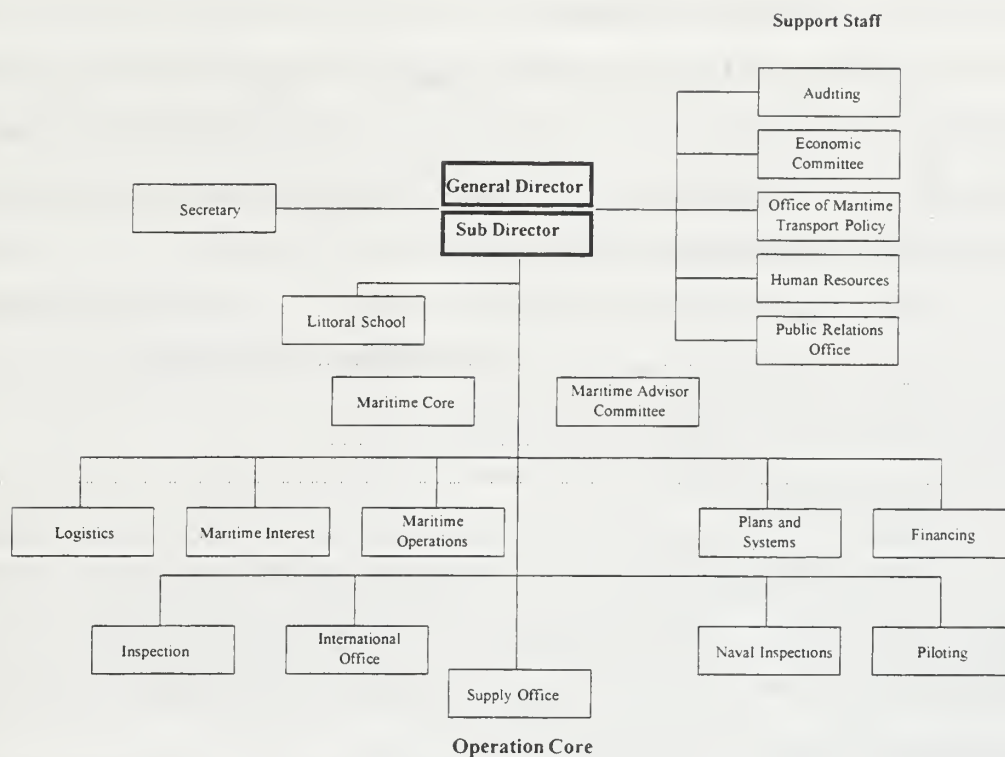 Support Staff
Auditing
Economic
Committee
General Director
Secretary
Office of Maritime
Transport Policy
Sub Director
Human Resources
Littoral School
Public Relations
Office
Maritime Core
Maritime Advisor
Committee
Logistics
Maritime Interest
Maritime
Operations
Plans and
Systems
Financing
Inspection
International
Office
Naval Inspections
Piloting
Supply Office
Operation Core